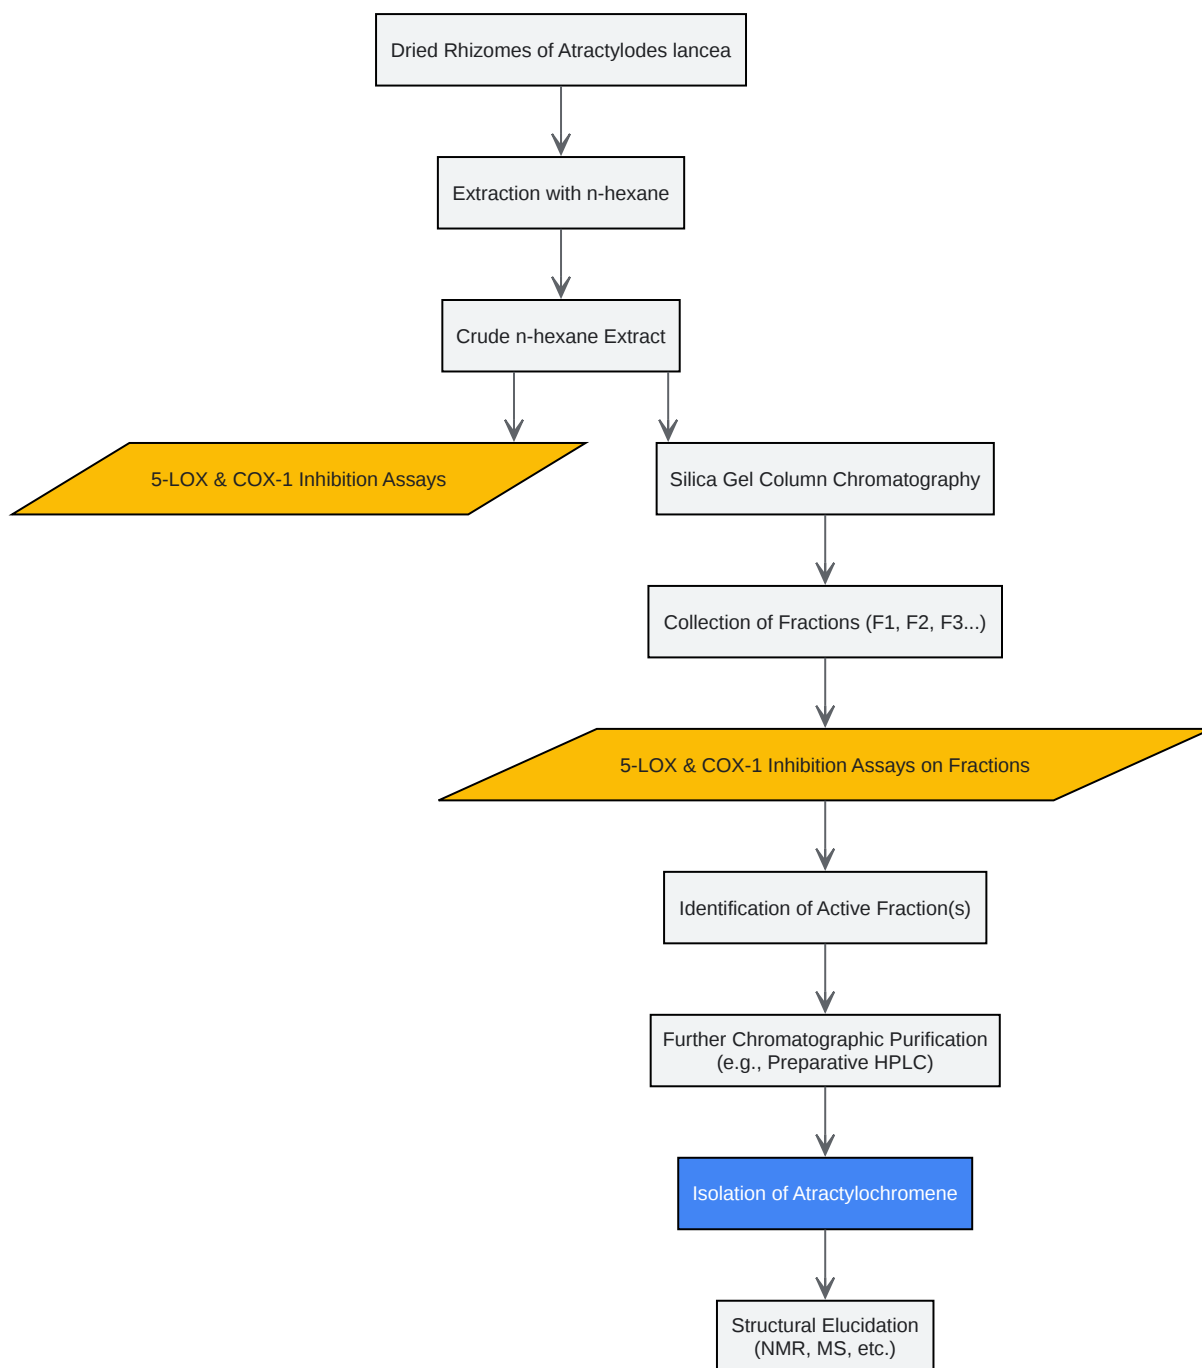 Dried Rhizomes of Atractylodes lancea
Extraction with n-hexane
Crude n-hexane Extract
5-LOX & COX-1 Inhibition Assays
Silica Gel Column Chromatography
Collection of Fractions (F1, F2, F3...)
5-LOX & COX-1 Inhibition Assays on Fractions
Identification of Active Fraction(s)
Further Chromatographic Purification
(e.g., Preparative HPLC)
Isolation of Atractylochromene
Structural Elucidation
(NMR, MS, etc.)